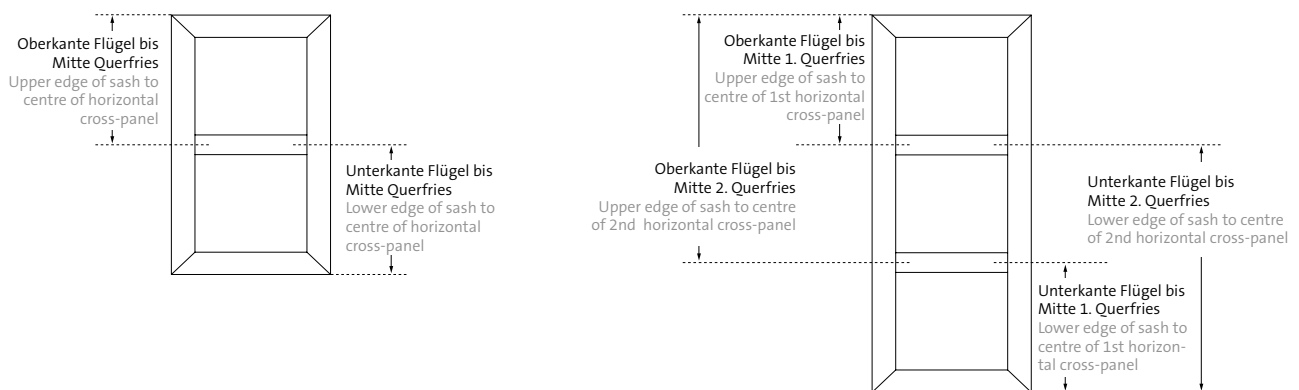 Oberkante Flügel bis
Mitte Querfries
Upper edge of sash to
centre of horizontal
cross-panel
Unterkante Flügel bis
Mitte Querfries
Lower edge of sash to
centre of horizontal
cross-panel
Oberkante Flügel bis
Mitte 1. Querfries
Upper edge of sash to
centre of 1st horizontal
cross-panel
Oberkante Flügel bis
Mitte 2. Querfries
Upper edge of sash to centre
of 2nd horizontal cross-panel
Unterkante Flügel bis
Mitte 2. Querfries
Lower edge of sash to centre
of 2nd horizontal cross-panel
Unterkante Flügel bis
Mitte 1. Querfries
Lower edge of sash to
centre of 1st horizon-
tal cross-panel